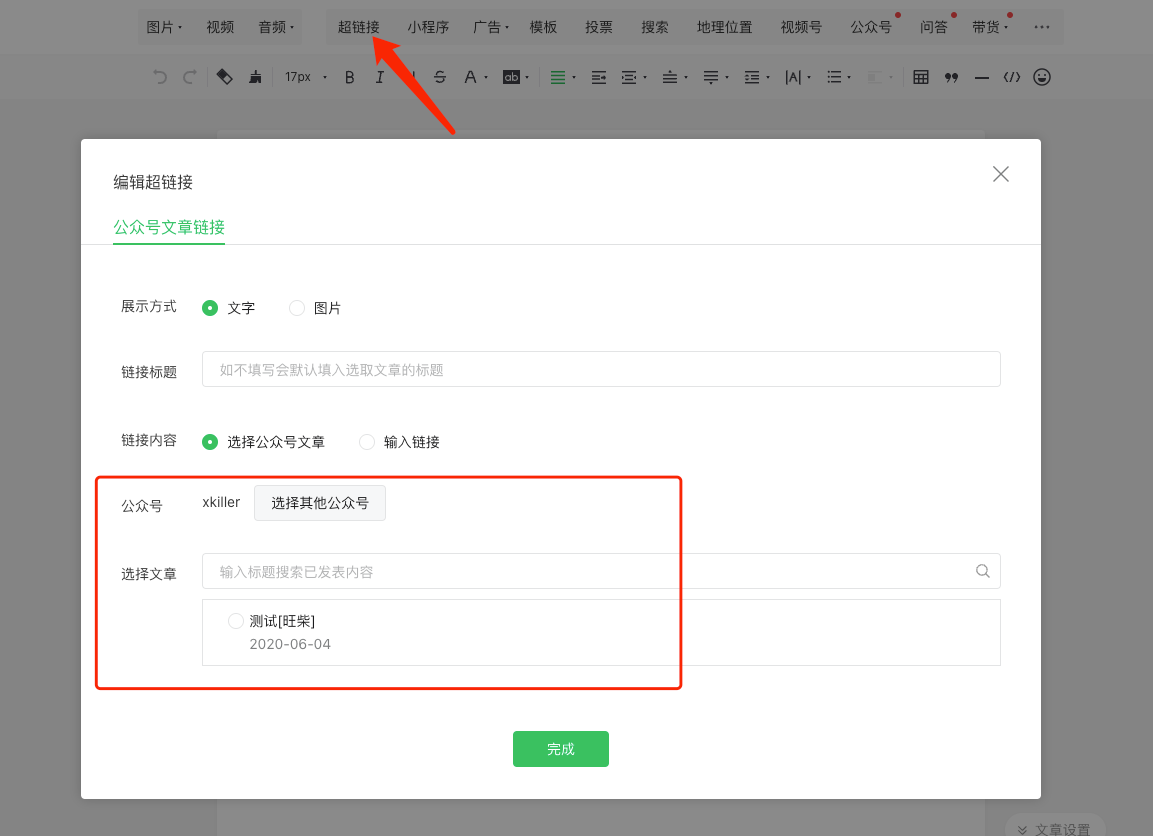 图片 视频 音频 超链接 小程序 广告 模板 投票 搜索 地理位置 视频号 公众号 问答 带货 ···
17px B I S A ab |A| </>
编辑超链接
公众号文章链接
展示方式 文字 图片
链接标题 如不填写会默认填入选取文章的标题
链接内容 选择公众号文章 输入链接
公众号 xkiller 选择其他公众号
选择文章 输入标题搜索已发表内容
测试[旺柴]
2020-06-04
完成
文章设置